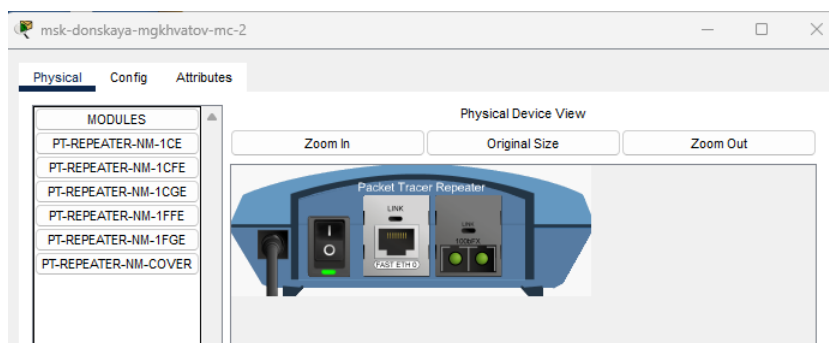 msk-donskaya-mgkhvatov-mc-2
Physical Config Attributes
MODULES
PT-REPEATER-NM-1CE
PT-REPEATER-NM-1CFE
PT-REPEATER-NM-1CGE
PT-REPEATER-NM-1FFE
PT-REPEATER-NM-1FGE
PT-REPEATER-NM-COVER
Physical Device View
Zoom In Original Size Zoom Out
Packet Tracer Repeater
LINK
FAST ETH 0
LINK
100bFX